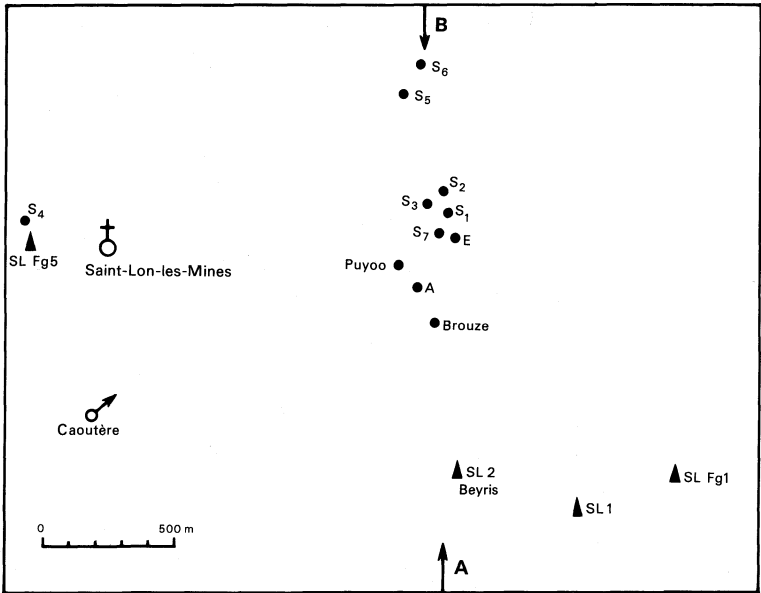 B
S6
S5
S2
S4
S3
S1
S7
E
SL Fg5
Saint-Lon-les-Mines
Puyoo
A
Brouze
Caoutère
SL 2
Beyris
SL Fg1
SL 1
0 500 m
A